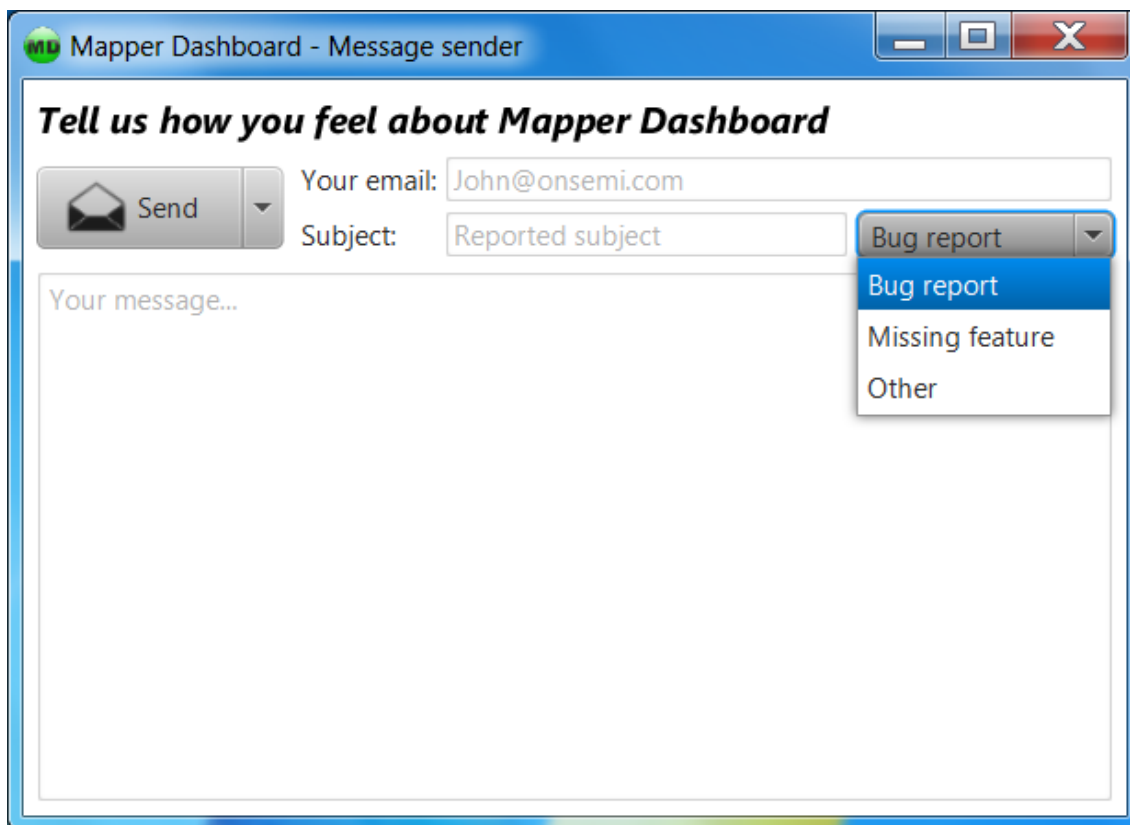 MD Mapper Dashboard - Message sender
Tell us how you feel about Mapper Dashboard
Send
Your email: John@onsemi.com
Subject: Reported subject Bug report
Your message...
Bug report
Missing feature
Other